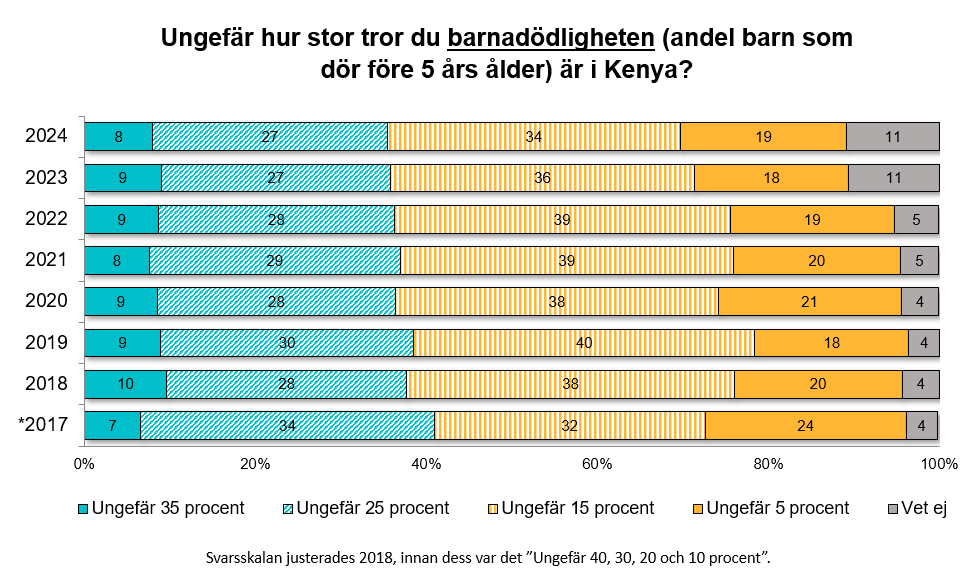 Ungefär hur stor tror du barnadödligheten (andel barn som
dör före 5 års ålder) är i Kenya?
2024 8 27 34 19 11
2023 9 27 36 18 11
2022 9 28 39 19 5
2021 8 29 39 20 5
2020 9 28 38 21 4
2019 9 30 40 18 4
2018 10 28 38 20 4
*2017 7 34 32 24 4
0% 20% 40% 60% 80% 100%
Ungefär 35 procent Ungefär 25 procent Ungefär 15 procent Ungefär 5 procent Vet ej
Svarsskalan justerades 2018, innan dess var det ”Ungefär 40, 30, 20 och 10 procent”.